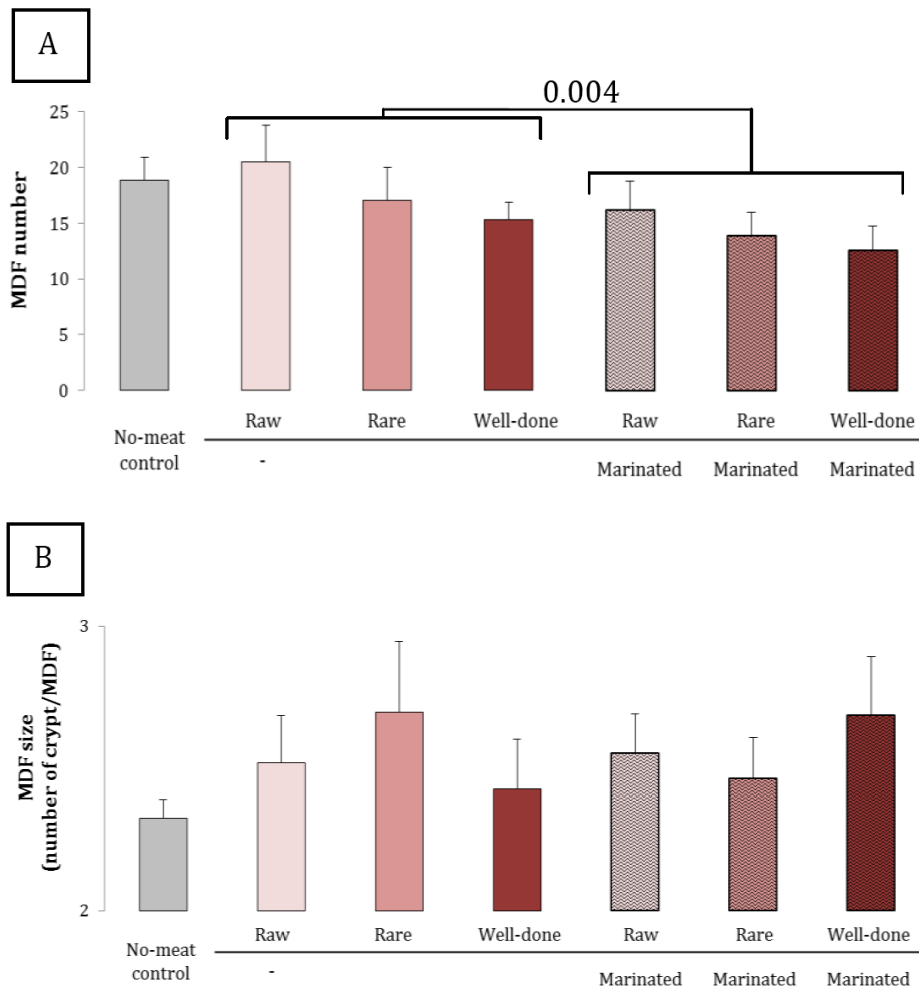 A
0.004
25
20
15
10
5
0
MDF number
Raw Rare Well-done Raw Rare Well-done
No-meat
control
-
Marinated Marinated Marinated
B
3
2
MDF size
(number of crypt/MDF)
Raw Rare Well-done Raw Rare Well-done
No-meat
control
-
Marinated Marinated Marinated